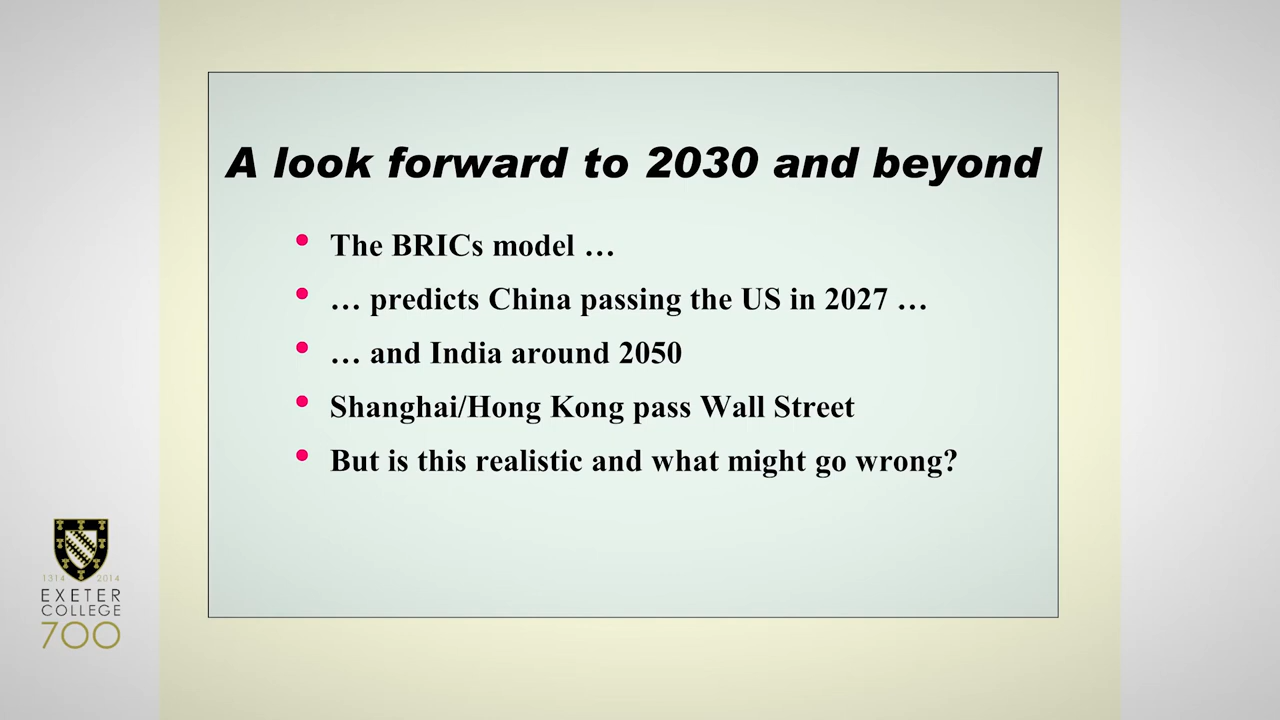 A look forward to 2030 and beyond
• The BRICs model …
• … predicts China passing the US in 2027 …
• … and India around 2050
• Shanghai/Hong Kong pass Wall Street
• But is this realistic and what might go wrong?
1314 2014
EXETER
COLLEGE
700